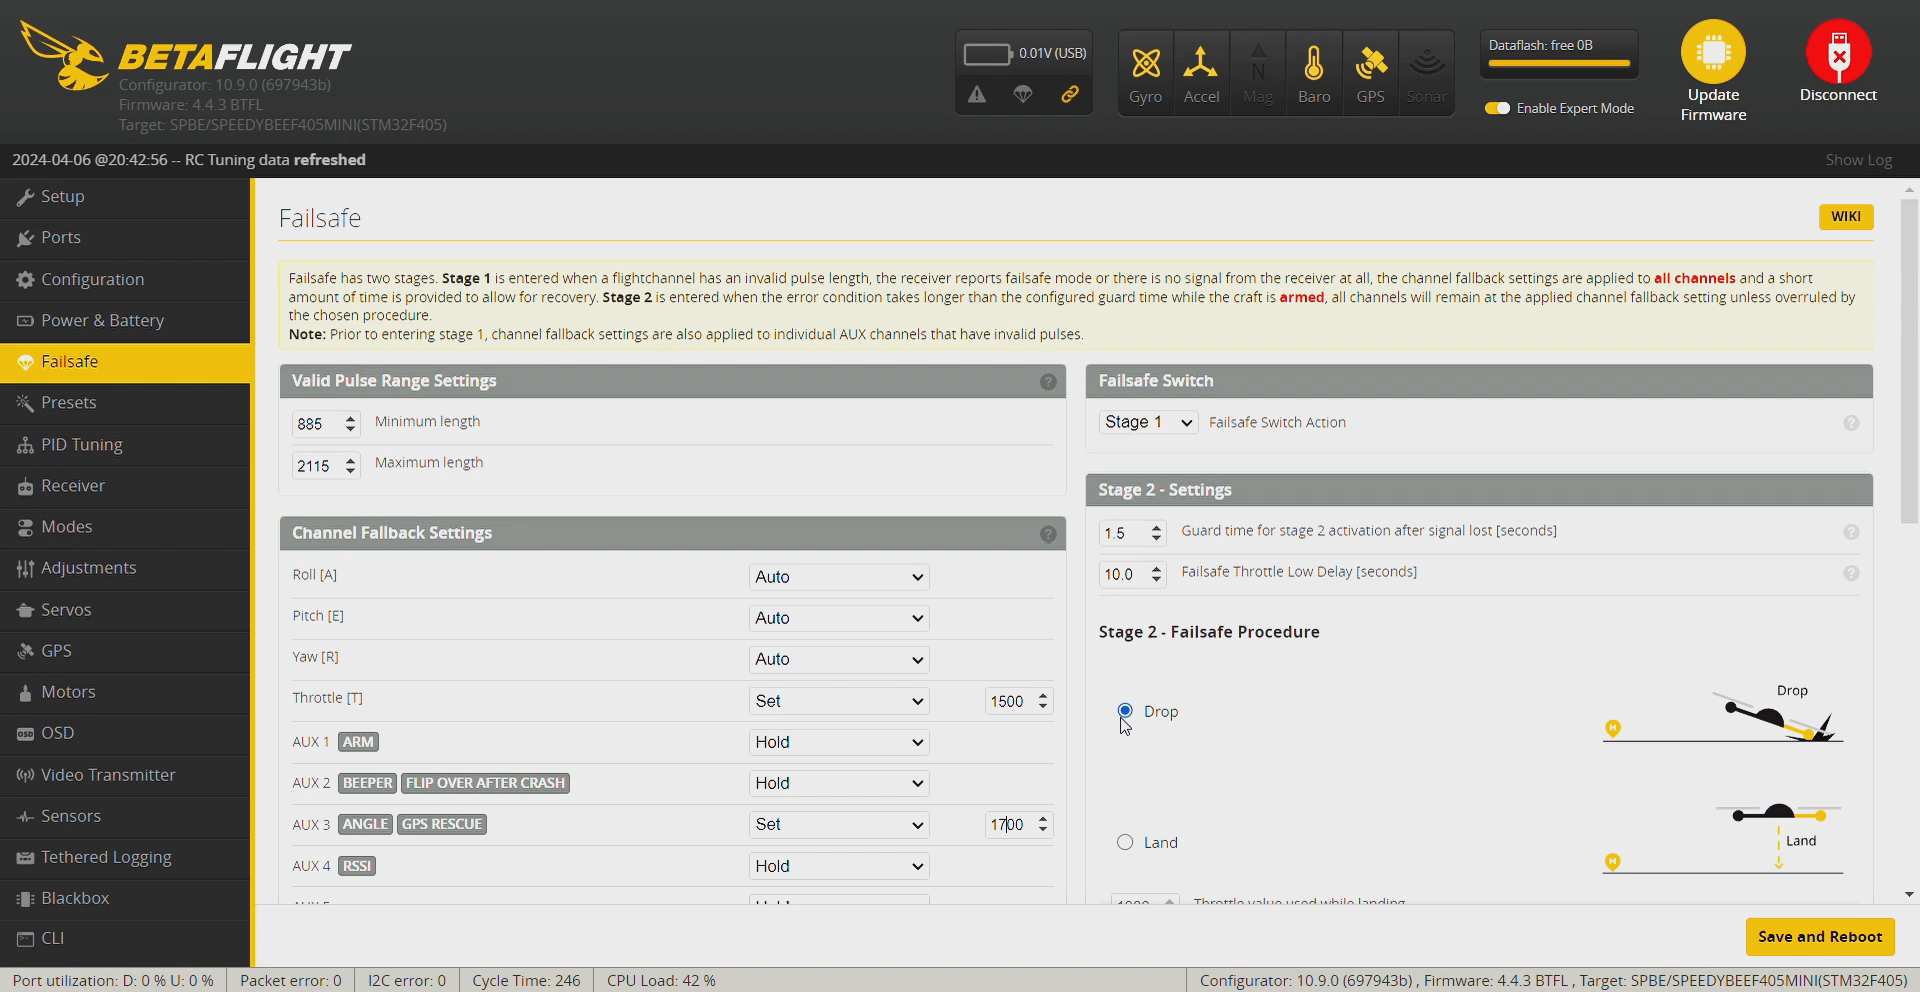 BETAFLIGHT
Configurator: 10.9.0 (697943b)
Firmware: 4.4.3 BTFL
Target: SPBE/SPEEDYBEEF405MINI(STM32F405)
0.01V (USB)
Gyro
Accel
N
Mag
Baro
GPS
Sonar
Dataflash: free 0B
Enable Expert Mode
Update
Firmware
Disconnect
2024-04-06 @20:42:56 -- RC Tuning data refreshed
Show Log
Setup
Ports
Configuration
Power & Battery
Failsafe
Presets
PID Tuning
Receiver
Modes
Adjustments
Servos
GPS
Motors
OSD
OSD
Video Transmitter
Sensors
Tethered Logging
Blackbox
CLI
Failsafe
WIKI
Failsafe has two stages. Stage 1 is entered when a flightchannel has an invalid pulse length, the receiver reports failsafe mode or there is no signal from the receiver at all, the channel fallback settings are applied to all channels and a short
amount of time is provided to allow for recovery. Stage 2 is entered when the error condition takes longer than the configured guard time while the craft is armed, all channels will remain at the applied channel fallback setting unless overruled by
the chosen procedure.
Note: Prior to entering stage 1, channel fallback settings are also applied to individual AUX channels that have invalid pulses.
Valid Pulse Range Settings
?
885 Minimum length
2115 Maximum length
Channel Fallback Settings
?
Roll [A] Auto
Pitch [E] Auto
Yaw [R] Auto
Throttle [T] Set 1500
AUX 1 ARM Hold
AUX 2 BEEPER FLIP OVER AFTER CRASH Hold
AUX 3 ANGLE GPS RESCUE Set 1700
AUX 4 RSSI Hold
AUX 5 Hold
Failsafe Switch
Stage 1 Failsafe Switch Action
?
Stage 2 - Settings
1.5 Guard time for stage 2 activation after signal lost [seconds]
?
10.0 Failsafe Throttle Low Delay [seconds]
?
Stage 2 - Failsafe Procedure
Drop
Drop
H
Land
Land
H
Throttle value used while landing
Save and Reboot
Port utilization: D: 0 % U: 0 %
Packet error: 0
I2C error: 0
Cycle Time: 246
CPU Load: 42 %
Configurator: 10.9.0 (697943b) , Firmware: 4.4.3 BTFL , Target: SPBE/SPEEDYBEEF405MINI(STM32F405)